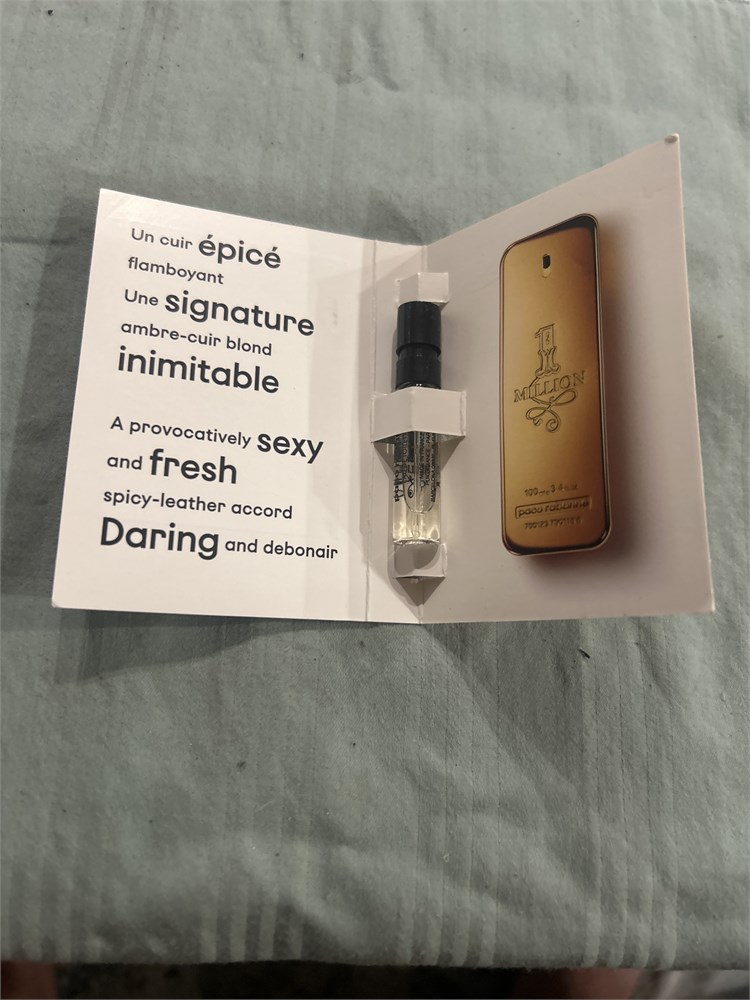 Un cuir épicé
flamboyant
Une signature
ambre-cuir blond
inimitable
A provocatively sexy
and fresh
spicy-leather accord
Daring and debonair
1
MILLION
100
paco rabanne